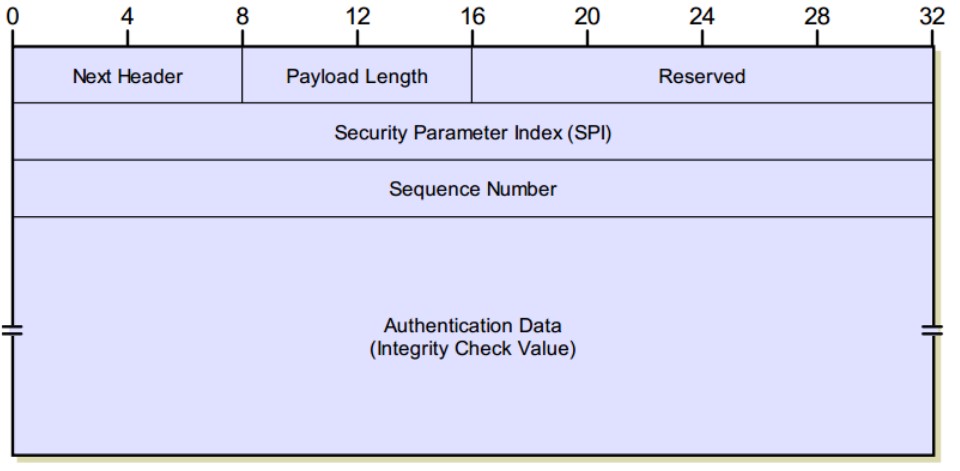 0 4 8 12 16 20 24 28 32
Next Header Payload Length Reserved
Security Parameter Index (SPI)
Sequence Number
Authentication Data
(Integrity Check Value)